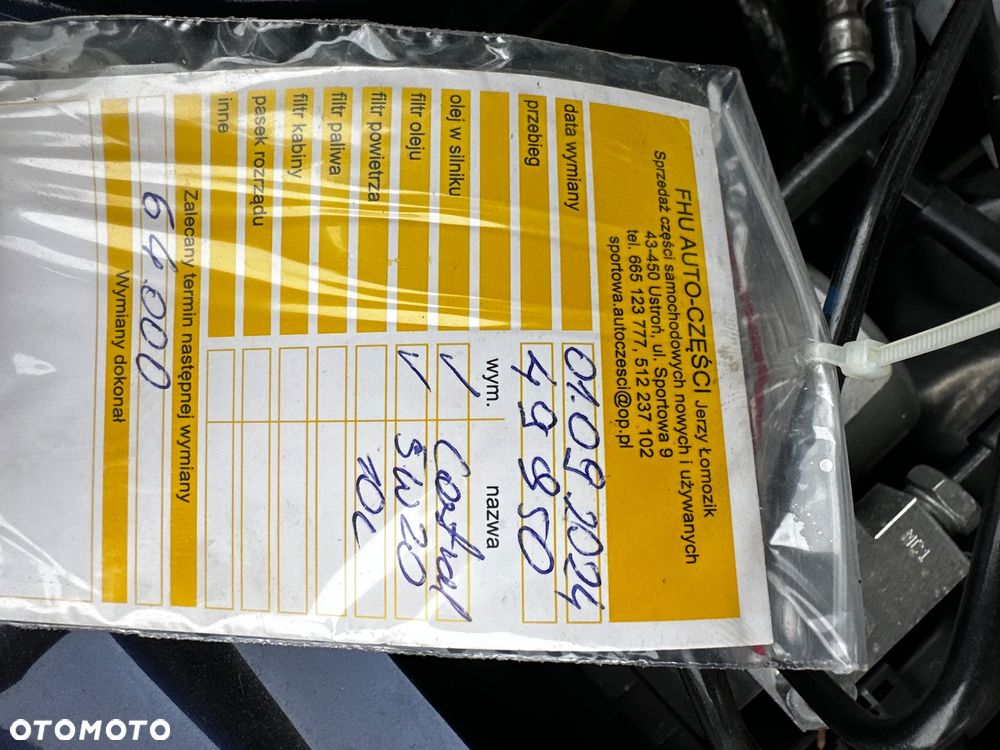 FHU AUTO-CZĘŚCI Jerzy Łomozik
Sprzedaż części samochodowych nowych i używanych
43-450 Ustroń, ul. Sportowa 9
tel. 665 123 777, 512 237 102
sportowa.autoczesci@op.pl
data wymiany 01.09.2024
przebieg 49 950
wym. nazwa
olej w silniku ✓ Castrol
filtr oleju ✓ 5W20
filtr powietrza 10L
filtr paliwa
filtr kabiny
pasek rozrządu
inne
Zalecany termin następnej wymiany
64.000
Wymiany dokonał
MC1
OTOMOTO